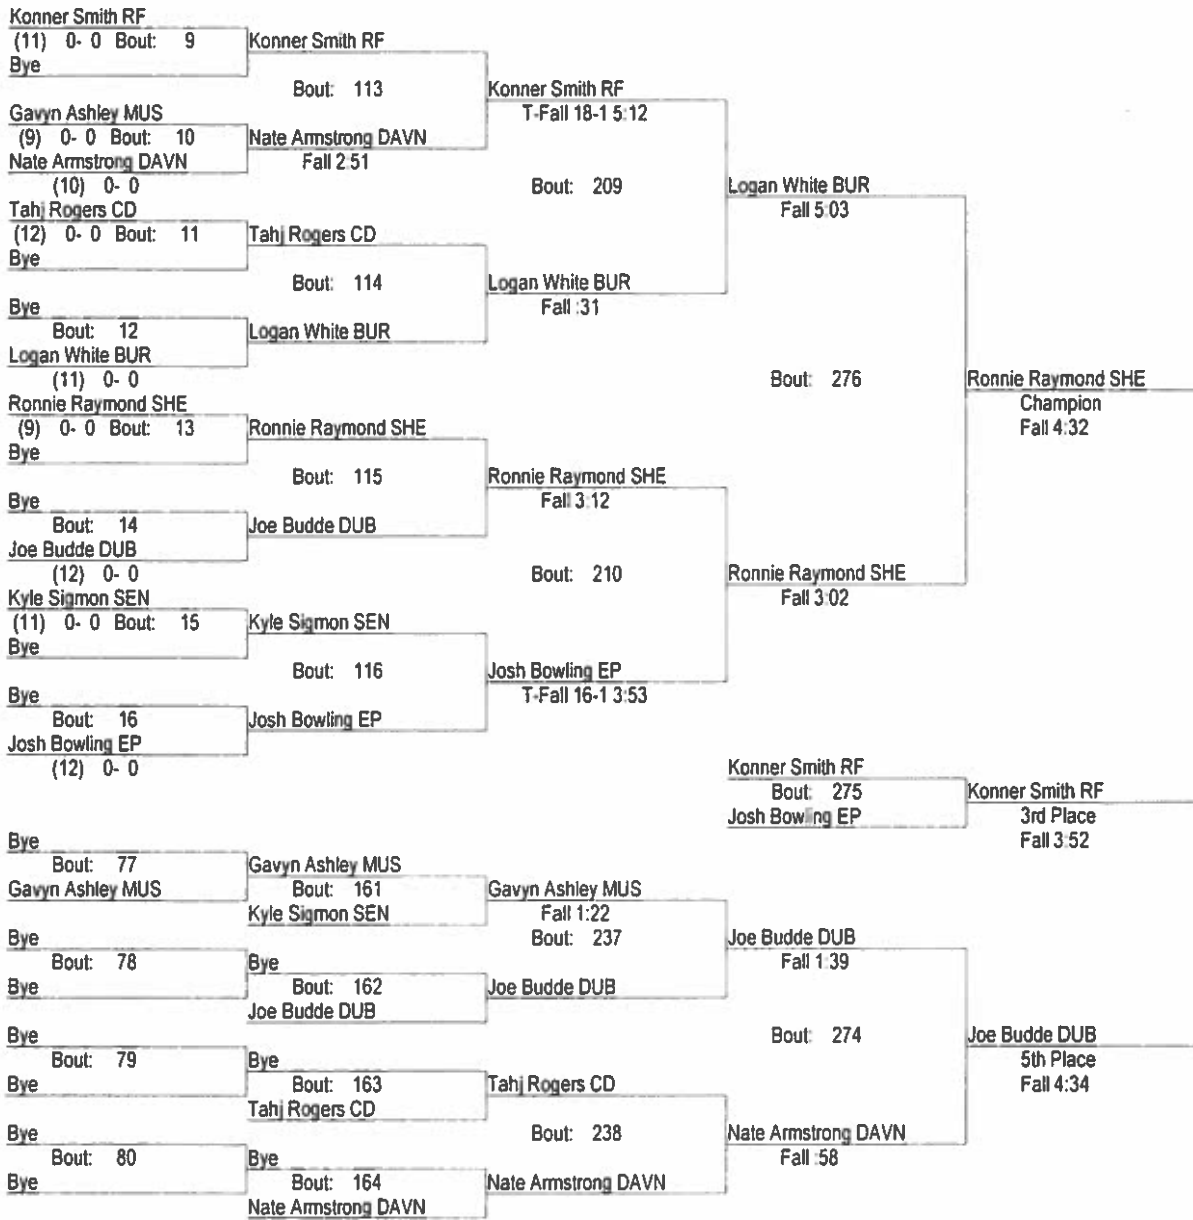 Konner Smith RF
(11) 0- 0 Bout: 9
Bye
Konner Smith RF
Bout: 113
Gavyn Ashley MUS
(9) 0- 0 Bout: 10
Nate Armstrong DAVN
(10) 0- 0
Nate Armstrong DAVN
Fall 2:51
Konner Smith RF
T-Fall 18-1 5:12
Bout: 209
Tahj Rogers CD
(12) 0- 0 Bout: 11
Bye
Tahj Rogers CD
Bout: 114
Bye
Bout: 12
Logan White BUR
(11) 0- 0
Logan White BUR
Logan White BUR
Fall :31
Logan White BUR
Fall 5:03
Bout: 276
Ronnie Raymond SHE
Champion
Fall 4:32
Ronnie Raymond SHE
(9) 0- 0 Bout: 13
Bye
Ronnie Raymond SHE
Bout: 115
Bye
Bout: 14
Joe Budde DUB
(12) 0- 0
Joe Budde DUB
Ronnie Raymond SHE
Fall 3:12
Bout: 210
Ronnie Raymond SHE
Fall 3:02
Kyle Sigmon SEN
(11) 0- 0 Bout: 15
Bye
Kyle Sigmon SEN
Bout: 116
Bye
Bout: 16
Josh Bowling EP
(12) 0- 0
Josh Bowling EP
Josh Bowling EP
T-Fall 16-1 3:53
Konner Smith RF
Bout: 275
Josh Bowling EP
Konner Smith RF
3rd Place
Fall 3:52
Bye
Bout: 77
Gavyn Ashley MUS
Gavyn Ashley MUS
Bout: 161
Kyle Sigmon SEN
Gavyn Ashley MUS
Fall 1:22
Bout: 237
Bye
Bout: 78
Bye
Bye
Bout: 162
Joe Budde DUB
Joe Budde DUB
Joe Budde DUB
Fall 1:39
Bout: 274
Joe Budde DUB
5th Place
Fall 4:34
Bye
Bout: 79
Bye
Bye
Bout: 163
Tahj Rogers CD
Tahj Rogers CD
Bout: 238
Bye
Bout: 80
Bye
Bye
Bout: 164
Nate Armstrong DAVN
Nate Armstrong DAVN
Nate Armstrong DAVN
Fall :58